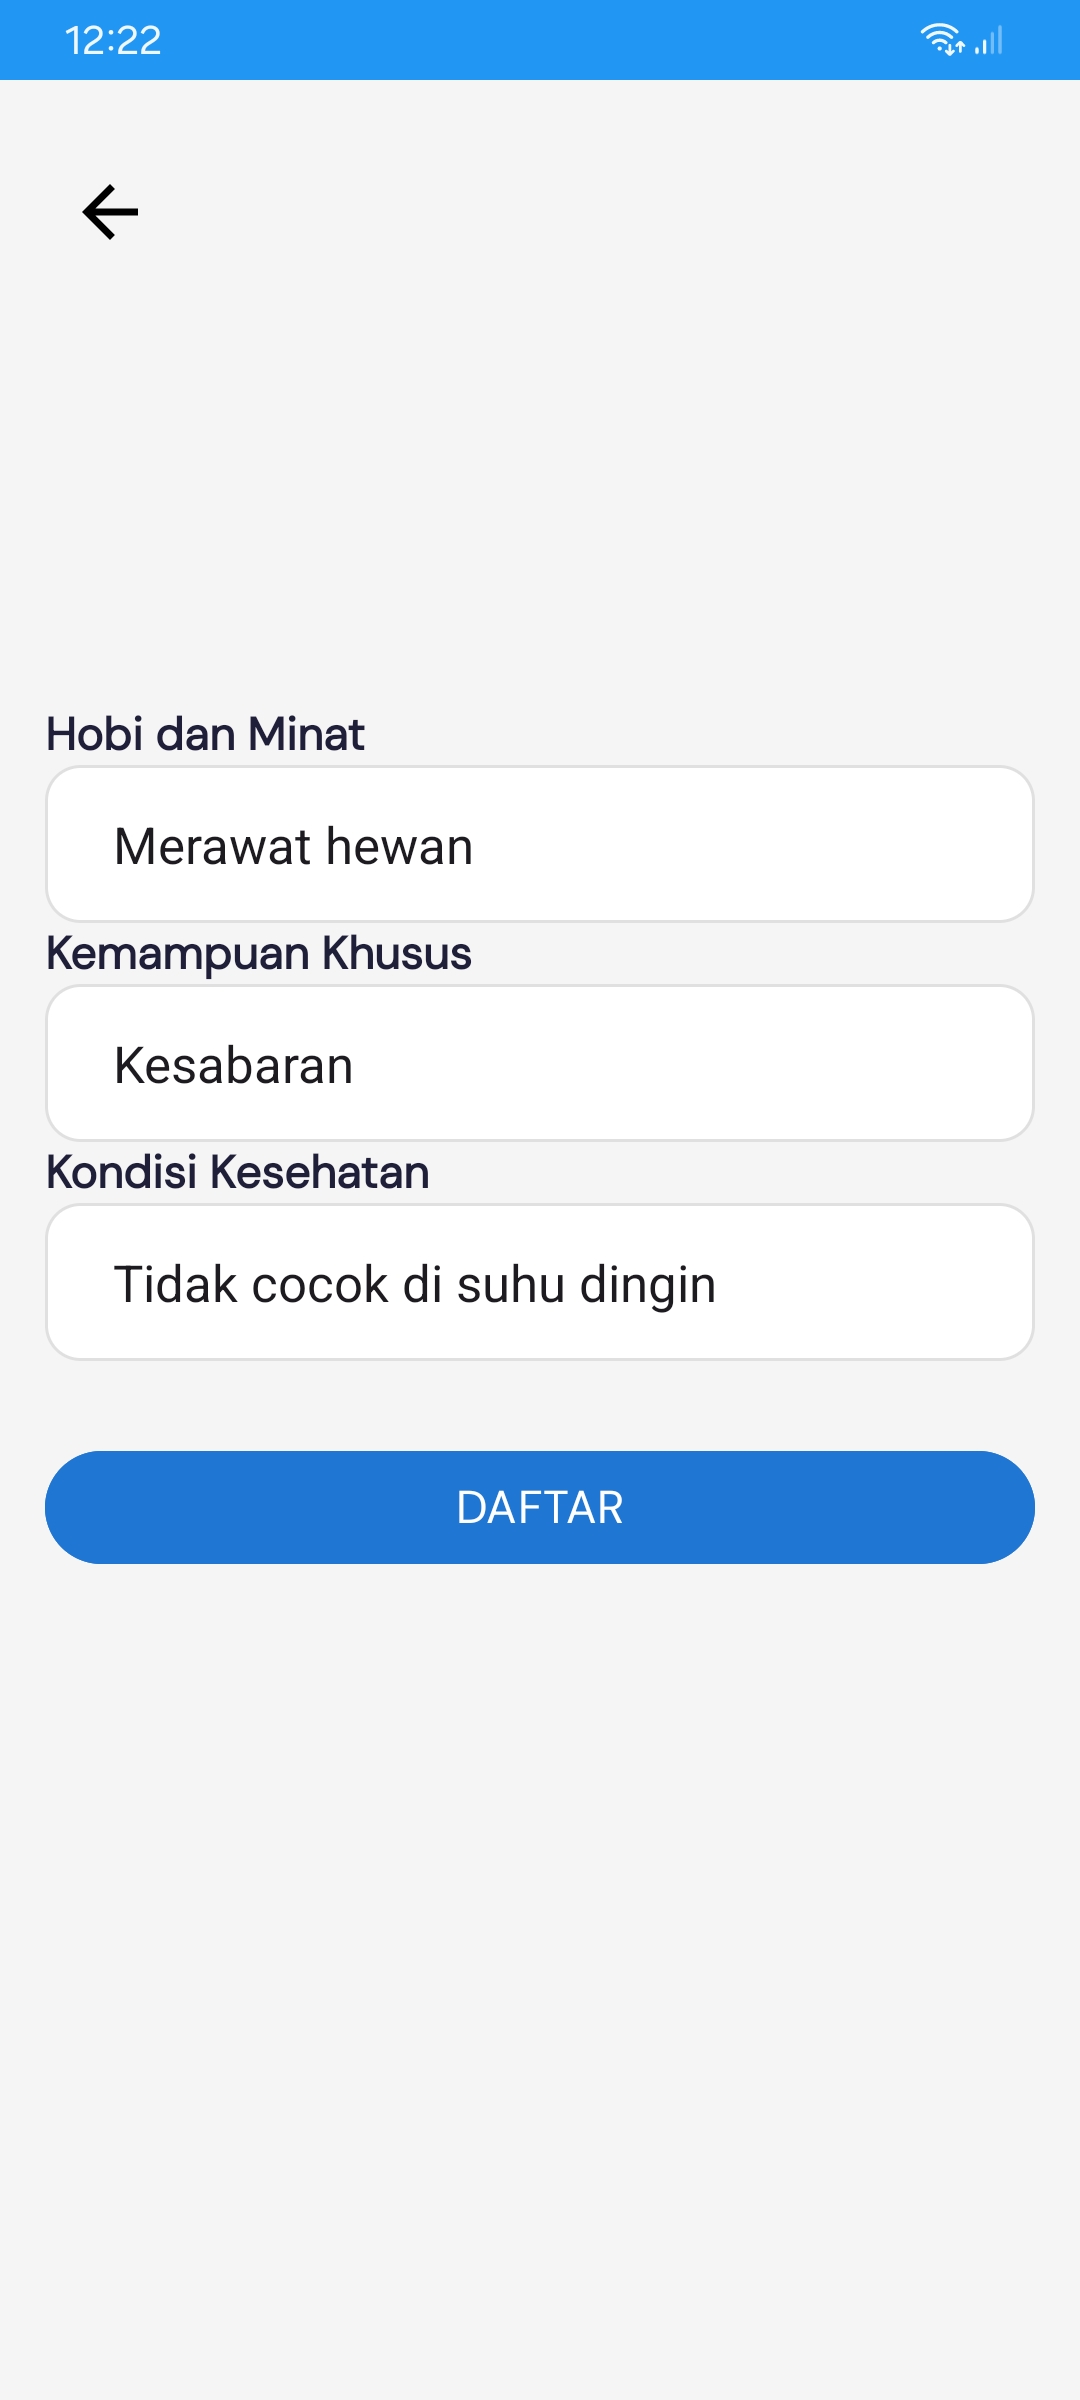 12:22
Hobi dan Minat
Merawat hewan
Kemampuan Khusus
Kesabaran
Kondisi Kesehatan
Tidak cocok di suhu dingin
DAFTAR